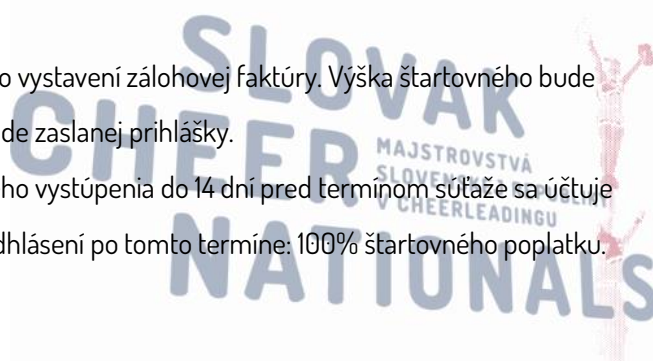 SLOVAK
CHEER
MAJSTROVSTVÁ
V CHEERLEADINGU
NATIONALS
o vystavení zálohovej faktúry. Výška štartovného bude
de zaslanej prihlášky.
ho vystúpenia do 14 dní pred termínom súťaže sa účtuje
dhlásení po tomto termíne: 100% štartovného poplatku.